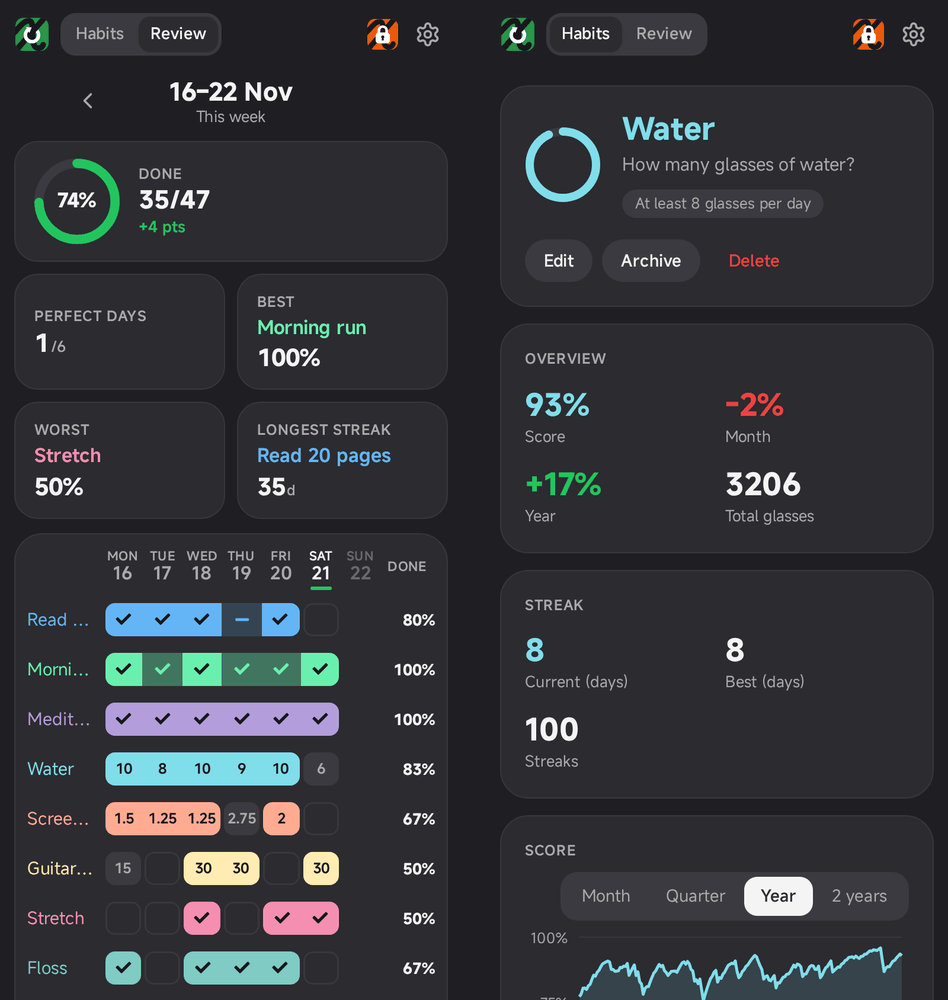 Habits Review
16–22 Nov
This week
74%
DONE
35/47
+4 pts
PERFECT DAYS
1/6
BEST
Morning run
100%
WORST
Stretch
50%
LONGEST STREAK
Read 20 pages
35d
MON TUE WED THU FRI SAT SUN DONE
16 17 18 19 20 21 22
Read ... 80%
Morni... 100%
Medit... 100%
Water 10 8 10 9 10 6 83%
Scree... 1.5 1.25 1.25 2.75 2 67%
Guitar... 15 30 30 30 50%
Stretch 50%
Floss 67%
Habits Review
Water
How many glasses of water?
At least 8 glasses per day
Edit Archive Delete
OVERVIEW
93% -2%
Score Month
+17% 3206
Year Total glasses
STREAK
8 8
Current (days) Best (days)
100
Streaks
SCORE
Month Quarter Year 2 years
100%
75%